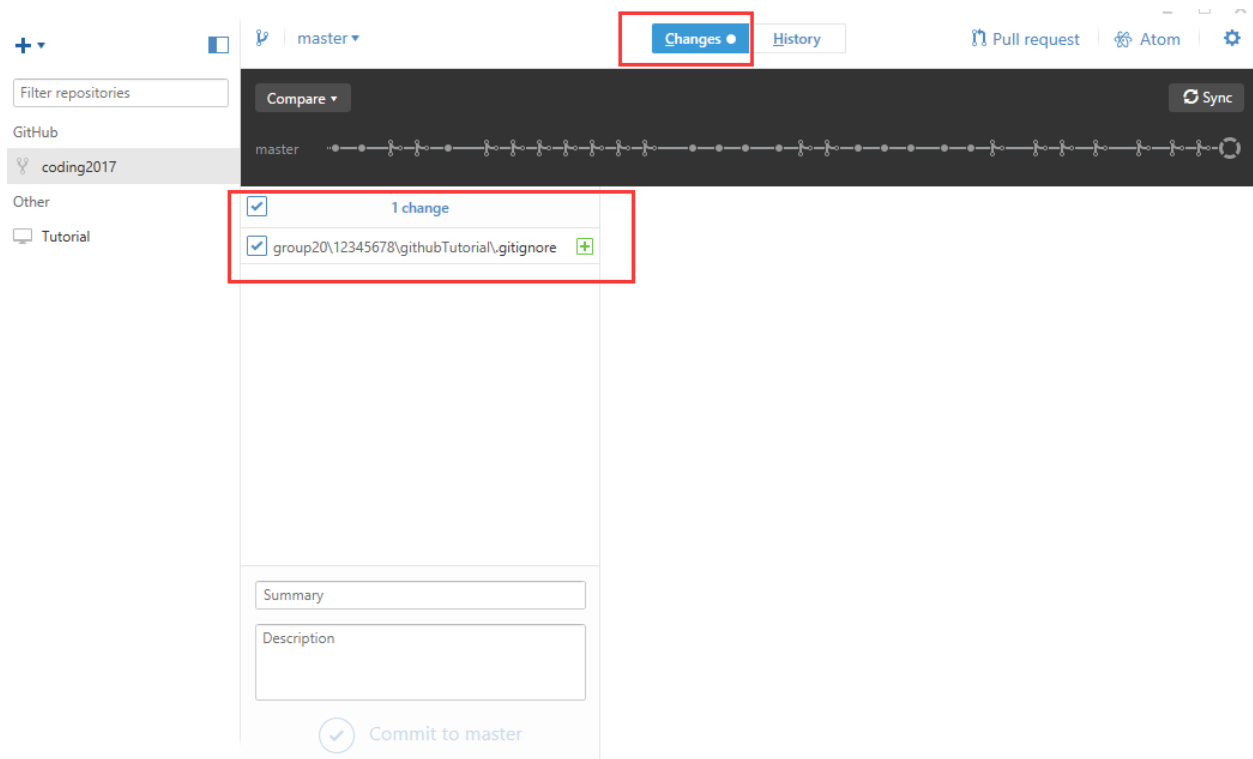 master
Changes
History
Pull request
Atom
Filter repositories
GitHub
coding2017
Other
Tutorial
Compare
Sync
master
1 change
group20\12345678\githubTutorial\.gitignore
Summary
Description
Commit to master